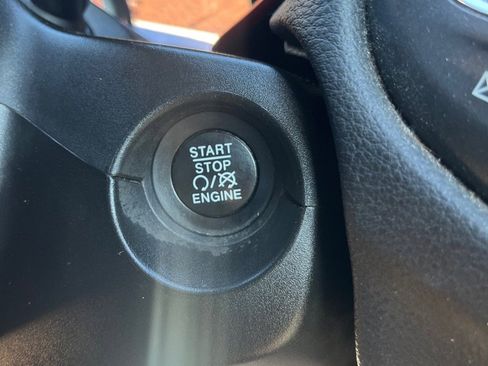 START
STOP
/
ENGINE